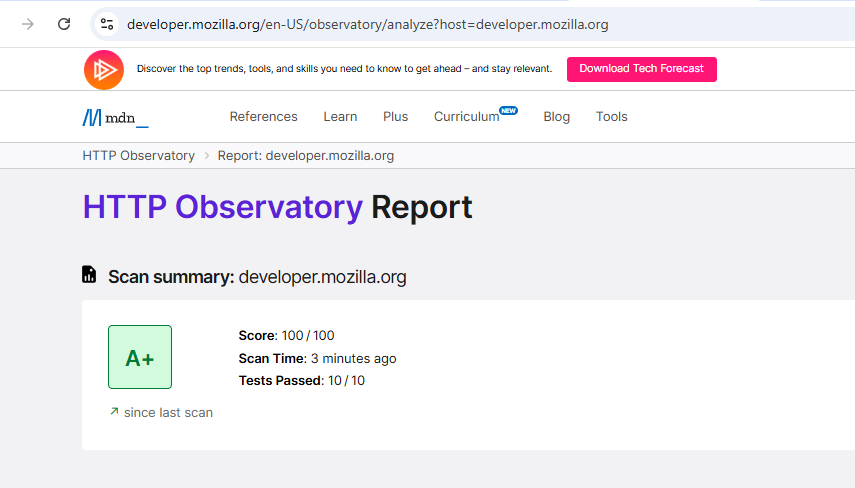 developer.mozilla.org/en-US/observatory/analyze?host=developer.mozilla.org
Discover the top trends, tools, and skills you need to know to get ahead – and stay relevant.
Download Tech Forecast
mdn_
References Learn Plus Curriculum NEW Blog Tools
HTTP Observatory › Report: developer.mozilla.org
HTTP Observatory Report
Scan summary: developer.mozilla.org
A+
Score: 100 / 100
Scan Time: 3 minutes ago
Tests Passed: 10 / 10
↗ since last scan